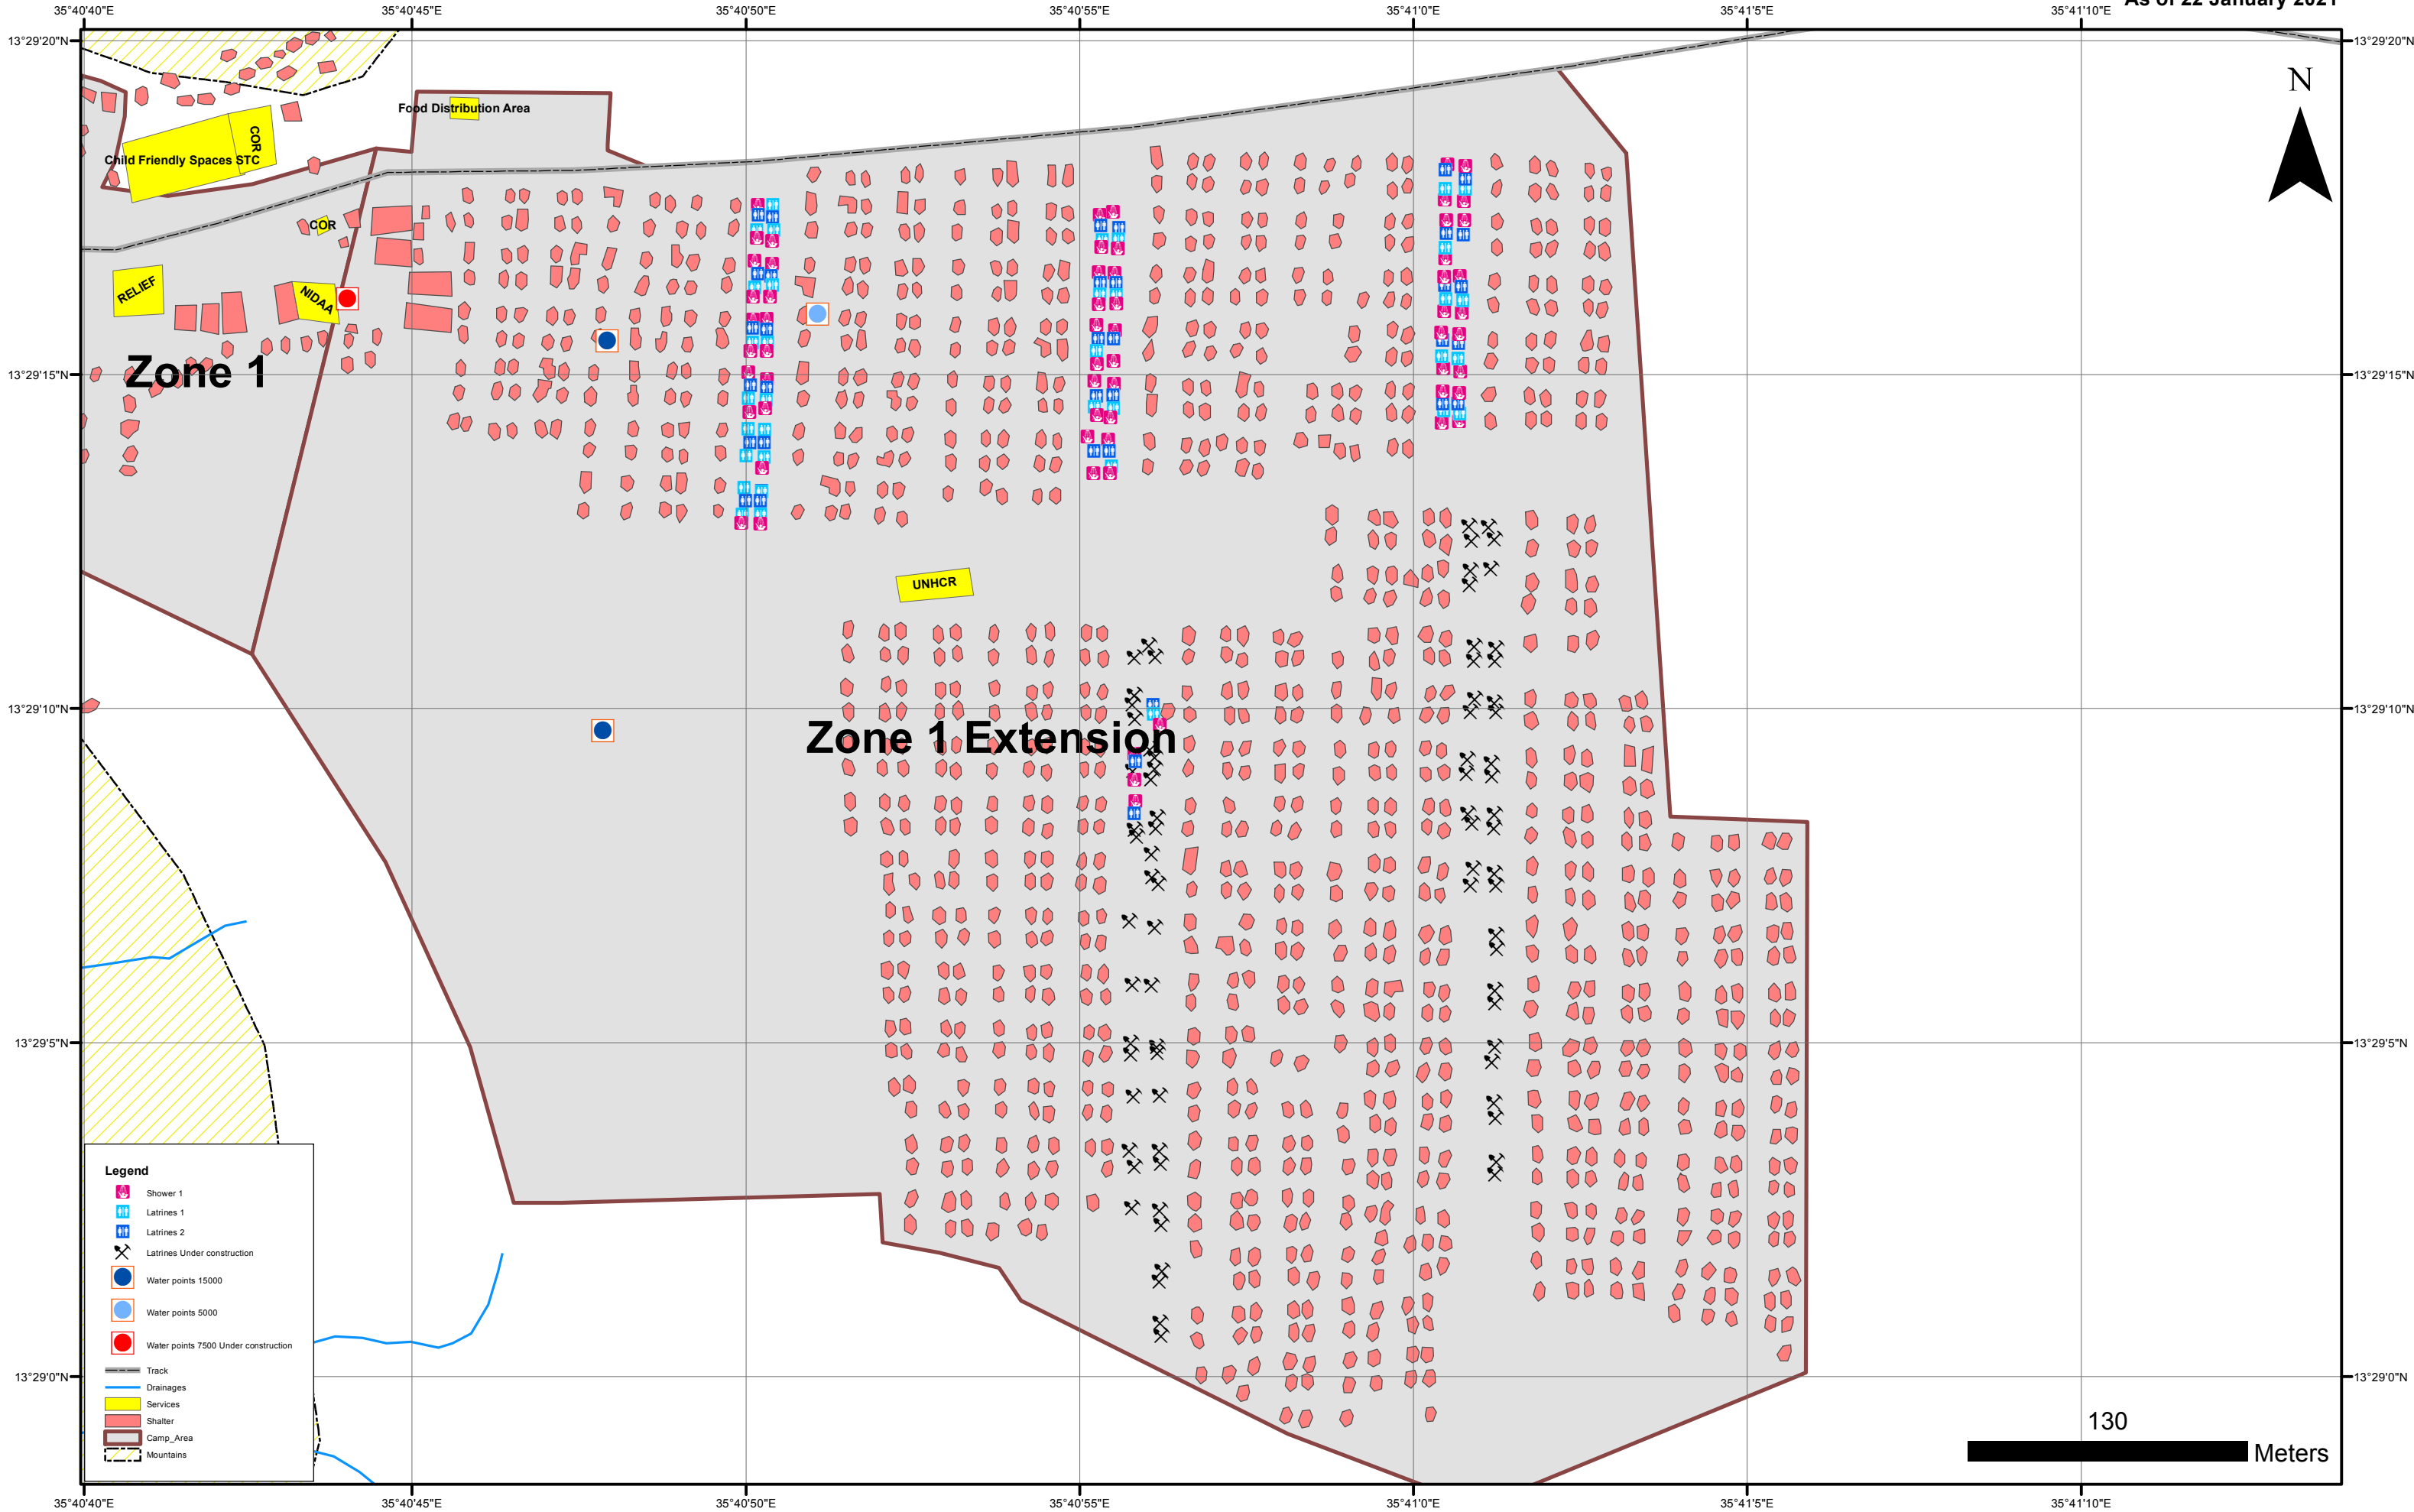 As of 22 January 2021
35°40'40"E 35°40'45"E 35°40'50"E 35°40'55"E 35°41'0"E 35°41'5"E 35°41'10"E
13°29'20"N 13°29'20"N
N
Food Distribution Area
COR
Child Friendly Spaces STC
COR
RELIEF
NIDAA
Zone 1
13°29'15"N 13°29'15"N
UNHCR
13°29'10"N 13°29'10"N
Zone 1 Extension
13°29'5"N 13°29'5"N
Legend
Shower 1
Latrines 1
Latrines 2
Latrines Under construction
Water points 15000
Water points 5000
Water points 7500 Under construction
Track
Drainages
Services
Shalter
Camp_Area
Mountains
13°29'0"N 13°29'0"N
130
Meters
35°40'40"E 35°40'45"E 35°40'50"E 35°40'55"E 35°41'0"E 35°41'5"E 35°41'10"E